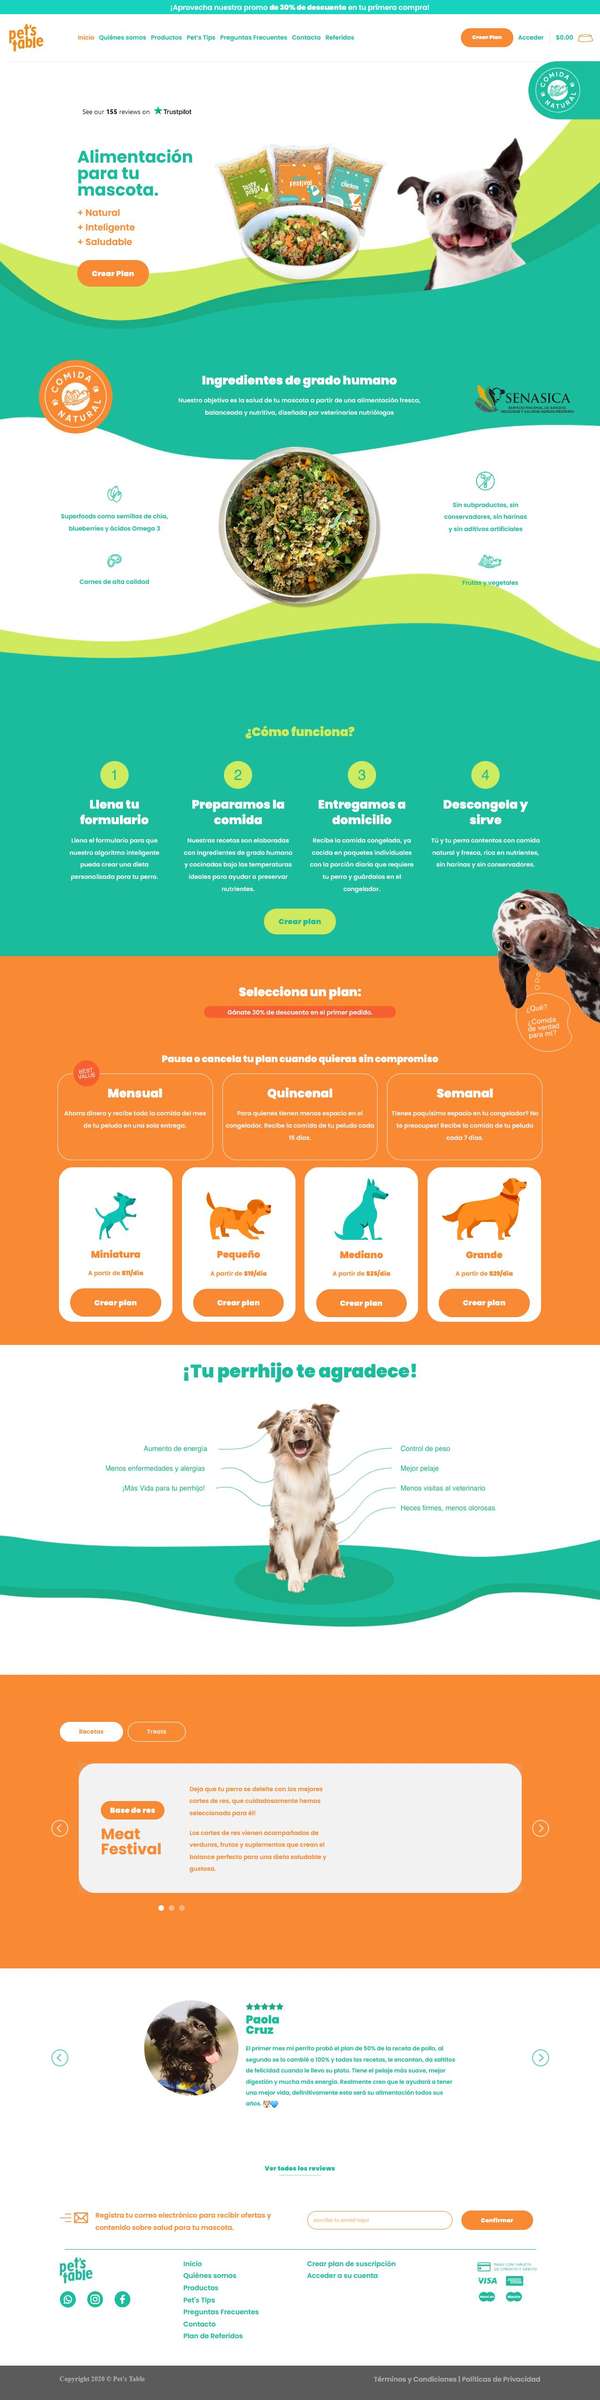 ¡Aprovecha nuestra promo de 30% de descuento en tu primera compra!
pet's
table
Inicio Quiénes somos Productos Pet's Tips Preguntas Frecuentes Contacto Referidos
Crear Plan Acceder $0.00
COMIDA
NATURAL
See our 155 reviews on Trustpilot
Alimentación
para tu
mascota.
+ Natural
+ Inteligente
+ Saludable
Crear Plan
Festival
Chicken
COMIDA
NATURAL
Ingredientes de grado humano
Nuestro objetivo es la salud de tu mascota a partir de una alimentación fresca,
balanceada y nutritiva, diseñada por veterinarios nutriólogos
SENASICA
Superfoods como semillas de chía,
blueberries y ácidos Omega 3
Carnes de alta calidad
Sin subproductos, sin
conservadores, sin harinas
y sin aditivos artificiales
Frutas y vegetales
¿Cómo funciona?
1
Llena tu
formulario
Llena el formulario para que
nuestro algoritmo inteligente
pueda crear una dieta
personalizada para tu perro.
2
Preparamos la
comida
Nuestras recetas son elaboradas
con ingredientes de grado humano
y cocinadas bajo las temperaturas
ideales para ayudar a preservar
nutrientes.
3
Entregamos a
domicilio
Recibe la comida congelada, ya
cocida en paquetes individuales
con la porción diaria que requiere
tu perro y guárdalos en el
congelador.
4
Descongela y
sirve
Tú y tu perro contentos con comida
natural y fresca, rica en nutrientes,
sin harinas y sin conservadores.
Crear plan
¿Qué?
¿Comida
de verdad
para mí?
Selecciona un plan:
Gánate 30% de descuento en el primer pedido.
Pausa o cancela tu plan cuando quieras sin compromiso
BEST
VALUE
Mensual
Ahorra dinero y recibe toda la comida del mes
de tu peludo en una sola entrega.
Quincenal
Para quienes tienen menos espacio en el
congelador. Recibe la comida de tu peludo cada
15 días.
Semanal
Tienes poquísimo espacio en tu congelador? No
te preocupes! Recibe la comida de tu peludo
cada 7 días.
Miniatura
A partir de $11/día
Crear plan
Pequeño
A partir de $19/día
Crear plan
Mediano
A partir de $25/día
Crear plan
Grande
A partir de $29/día
Crear plan
¡Tu perrhijo te agradece!
Aumento de energía
Menos enfermedades y alergias
¡Más Vida para tu perrhijo!
Control de peso
Mejor pelaje
Menos visitas al veterinario
Heces firmes, menos olorosas
Recetas Treats
Base de res
Meat
Festival
Deja que tu perro se deleite con los mejores
cortes de res, que cuidadosamente hemos
seleccionado para él!
Los cortes de res vienen acompañados de
verduras, frutas y suplementos que crean el
balance perfecto para una dieta saludable y
gustosa.
Paola
Cruz
El primer mes mi perrito probó el plan de 50% de la receta de pollo, al
segundo se lo cambié a 100% y todas las recetas, le encantan, da saltitos
de felicidad cuando le llevo su plato. Tiene el pelaje más suave, mejor
digestión y mucha más energía. Realmente creo que le ayudará a tener
una mejor vida, definitivamente esta será su alimentación todos sus
años.
Ver todos los reviews
Registra tu correo electrónico para recibir ofertas y
contenido sobre salud para tu mascota.
Confirmar
pet's
table
Inicio
Quiénes somos
Productos
Pet's Tips
Preguntas Frecuentes
Contacto
Plan de Referidos
Crear plan de suscripción
Acceder a su cuenta
PAGO CON TARJETA
DE CRÉDITO Y DÉBITO
VISA
Copyright 2020 © Pet's Table
Términos y Condiciones | Políticas de Privacidad